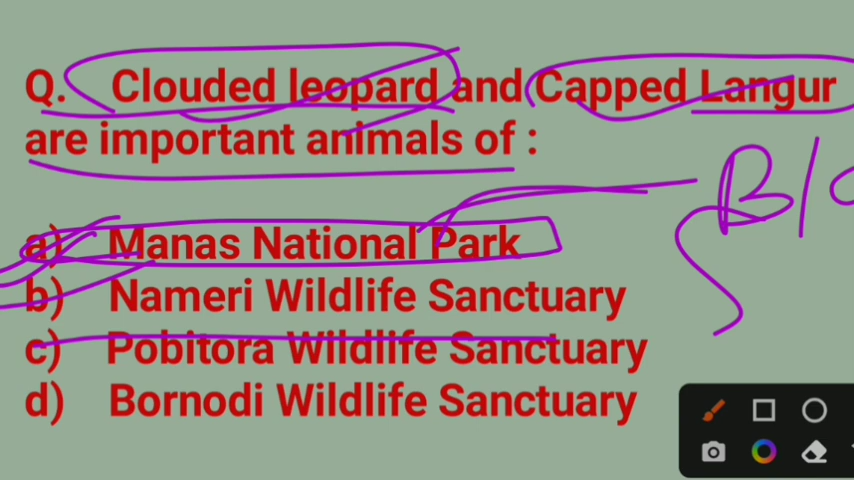 Q. Clouded leopard and Capped Langur
are important animals of :
a) Manas National Park
b) Nameri Wildlife Sanctuary
c) Pobitora Wildlife Sanctuary
d) Bornodi Wildlife Sanctuary